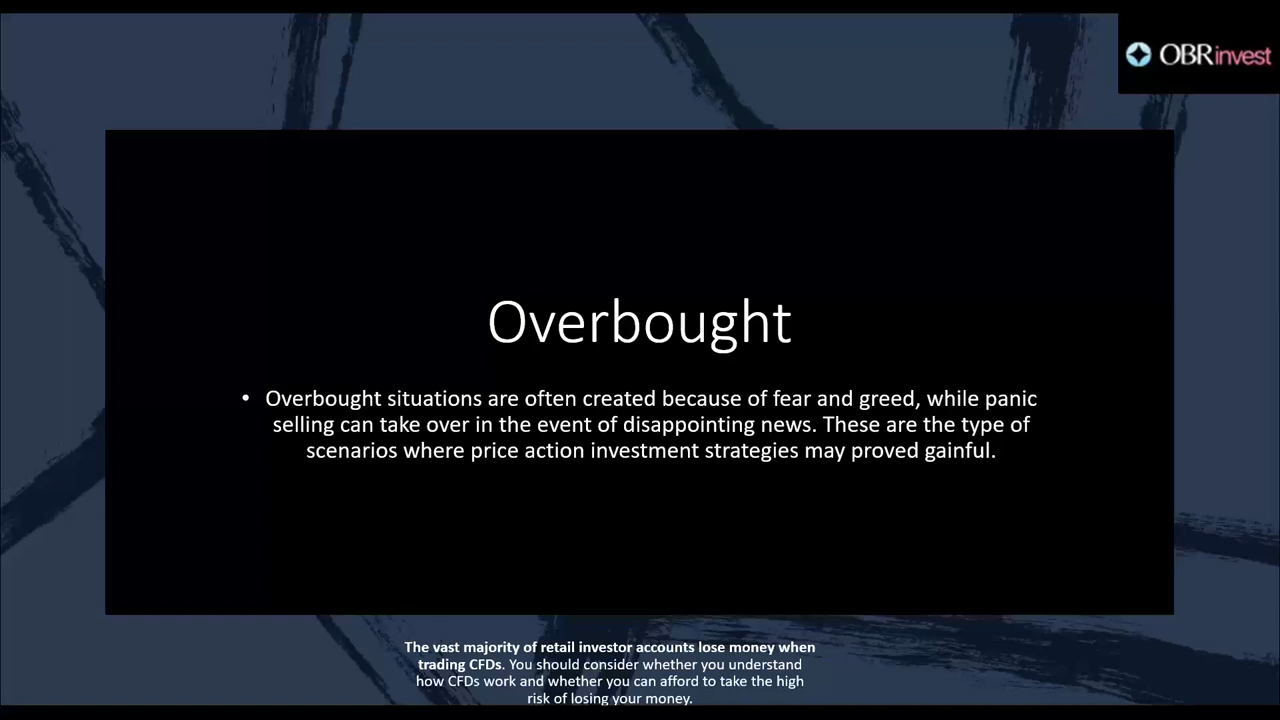 OBRinvest
Overbought
• Overbought situations are often created because of fear and greed, while panic
selling can take over in the event of disappointing news. These are the type of
scenarios where price action investment strategies may proved gainful.
The vast majority of retail investor accounts lose money when
trading CFDs. You should consider whether you understand
how CFDs work and whether you can afford to take the high
risk of losing your money.